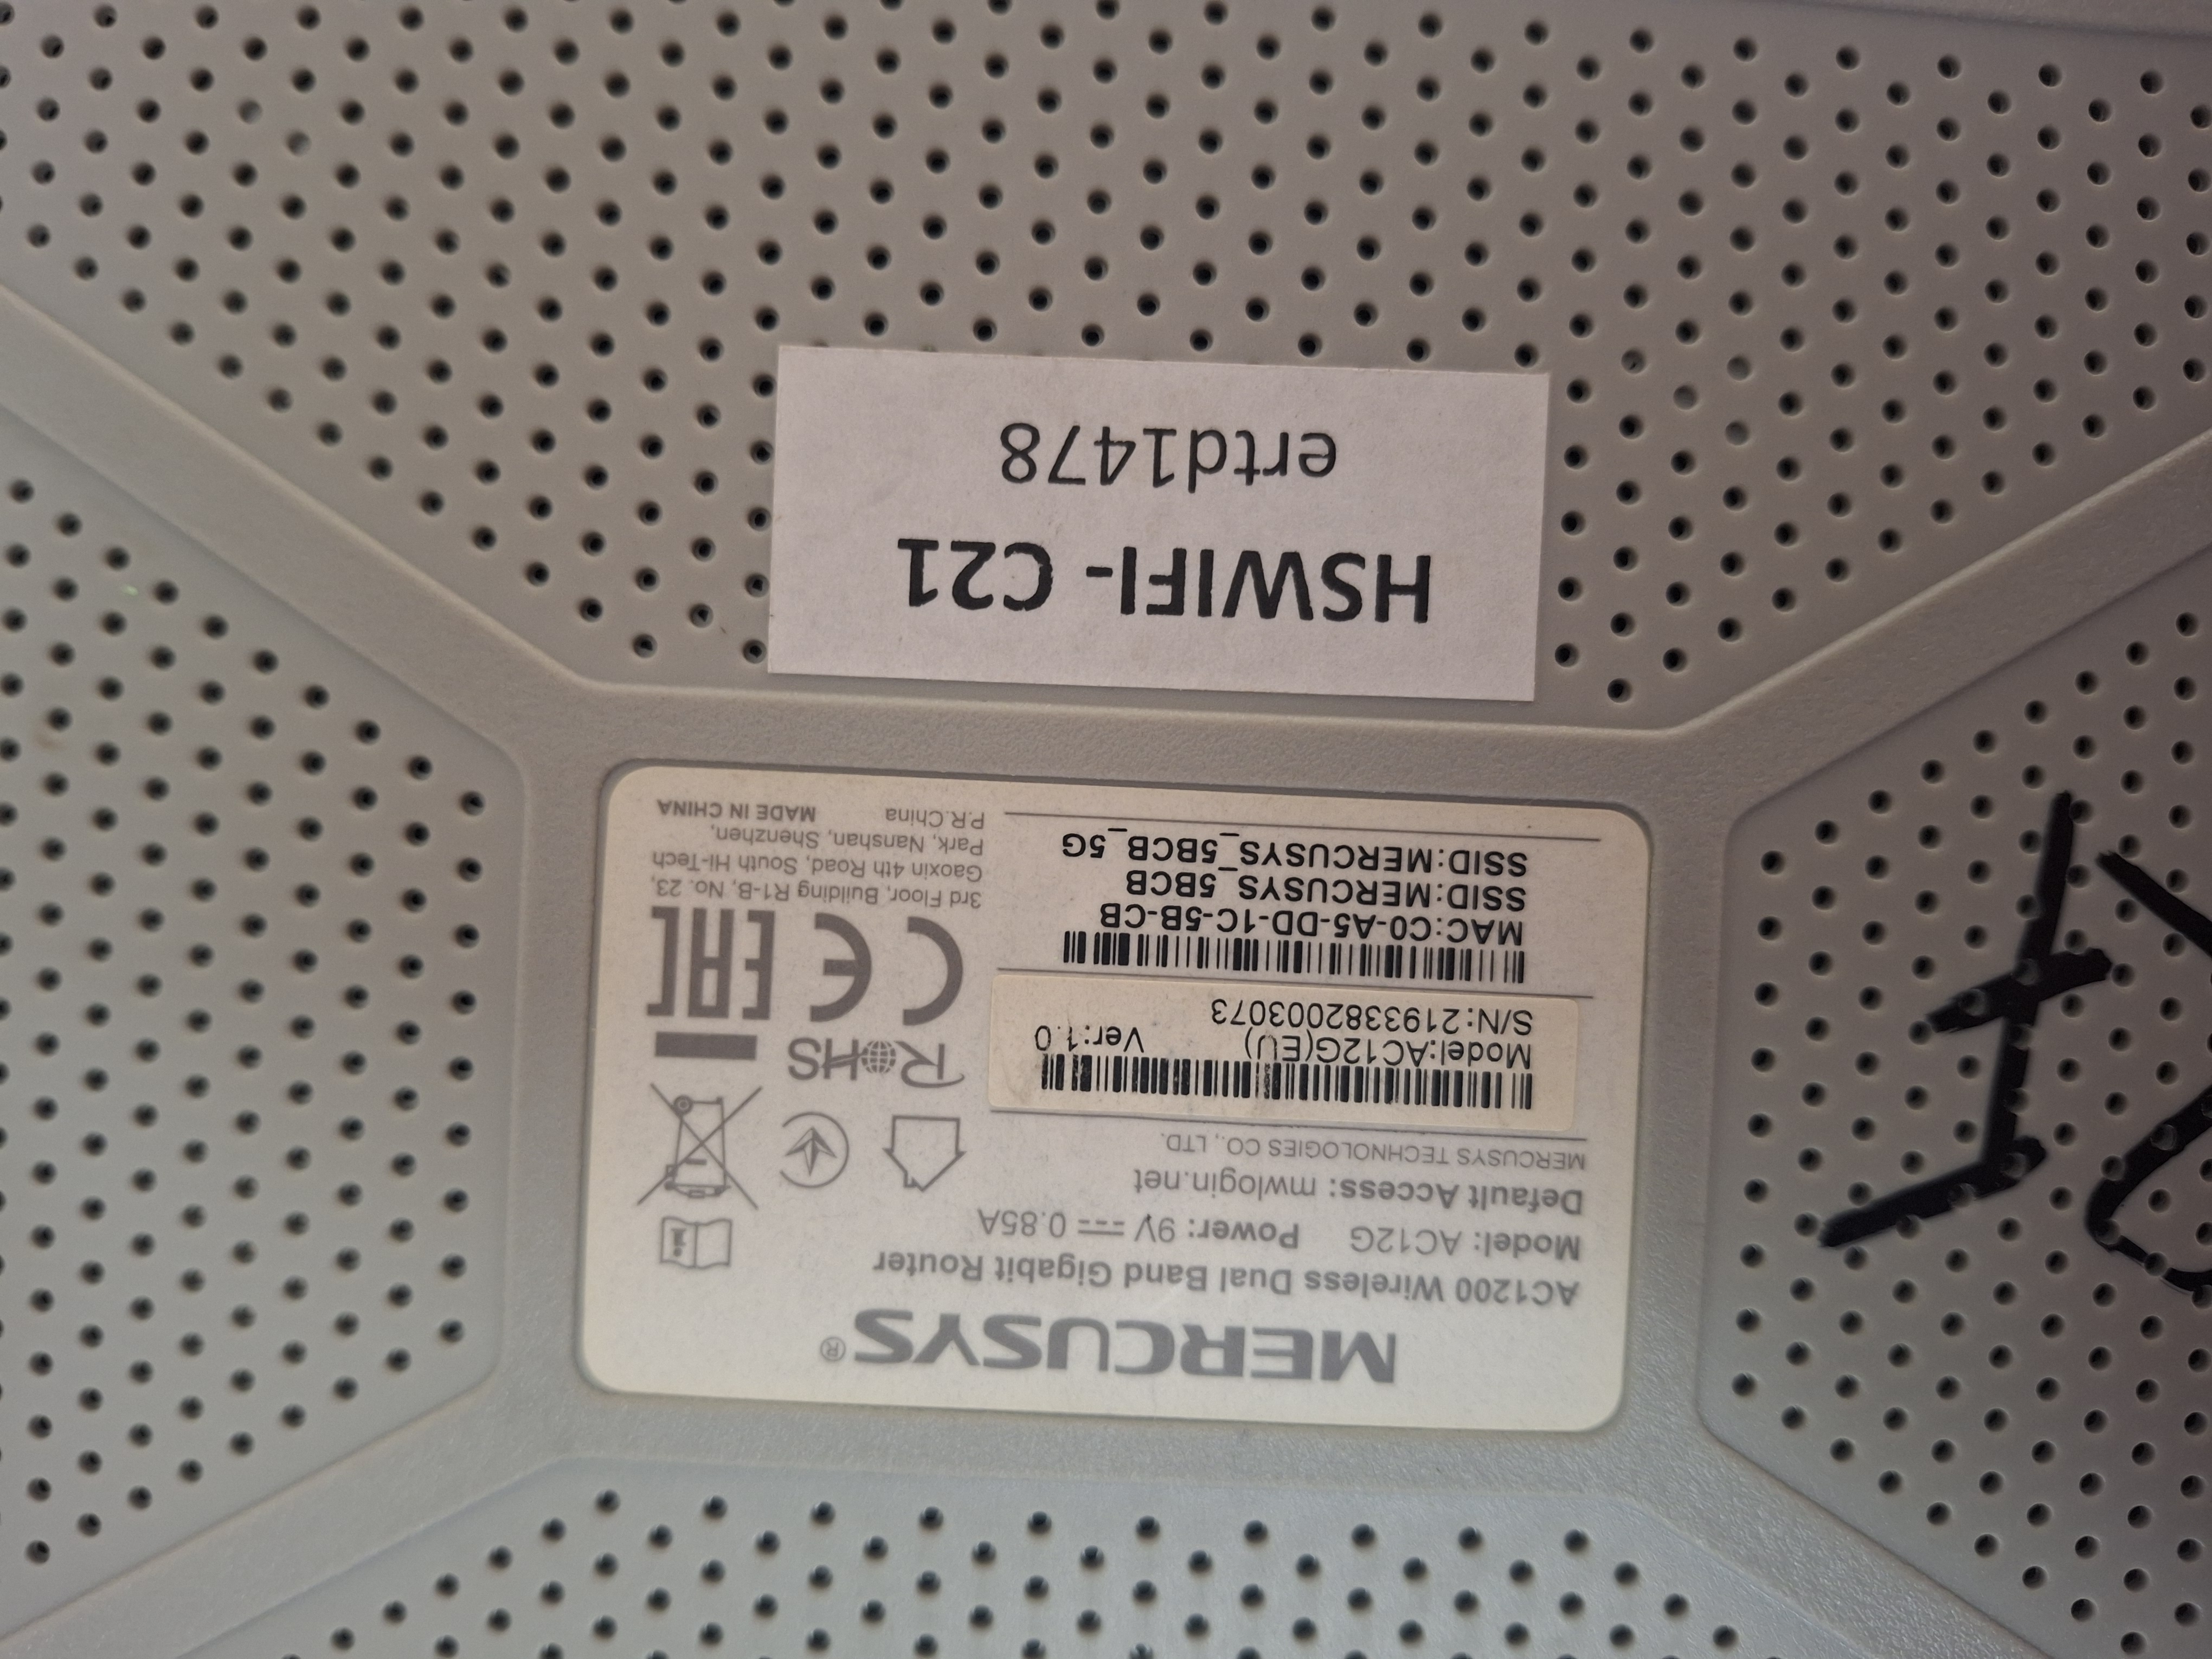 MERCUSYS®
AC1200 Wireless Dual Band Gigabit Router
Model: AC12G Power: 9V ⎓ 0.85A
Default Access: mwlogin.net
MERCUSYS TECHNOLOGIES CO., LTD.
Model:AC12G(EU) Ver:1.0
S/N:2193382003073
MAC:C0-A5-DD-1C-5B-CB
SSID:MERCUSYS_5BCB
SSID:MERCUSYS_5BCB_5G
RoHS
CE EAC
3rd Floor, Building R1-B, No. 23,
Gaoxin 4th Road South, Hi-Tech
Park, Nanshan, Shenzhen,
P.R.China MADE IN CHINA
HSWIFI- C21
ertd1478